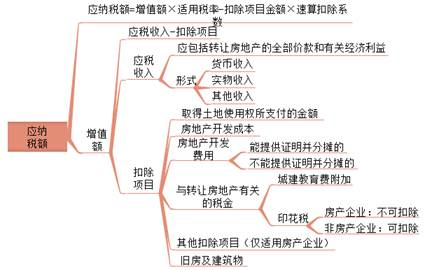 应纳税额=增值额×适用税率-扣除项目金额×速算扣除系
数
应税收入-扣除项目
应税
收入
应包括转让房地产的全部价款和有关经济利益
形式
货币收入
实物收入
其他收入
应纳
税额
增值
额
扣除
项目
取得土地使用权所支付的金额
房地产开发成本
房地产开发
费用
能提供证明并分摊的
不能提供证明并分摊的
与转让房地产有关
的税金
城建教育费附加
印花税
房产企业：不可扣除
非房产企业：可扣除
其他扣除项目（仅适用房产企业）
旧房及建筑物